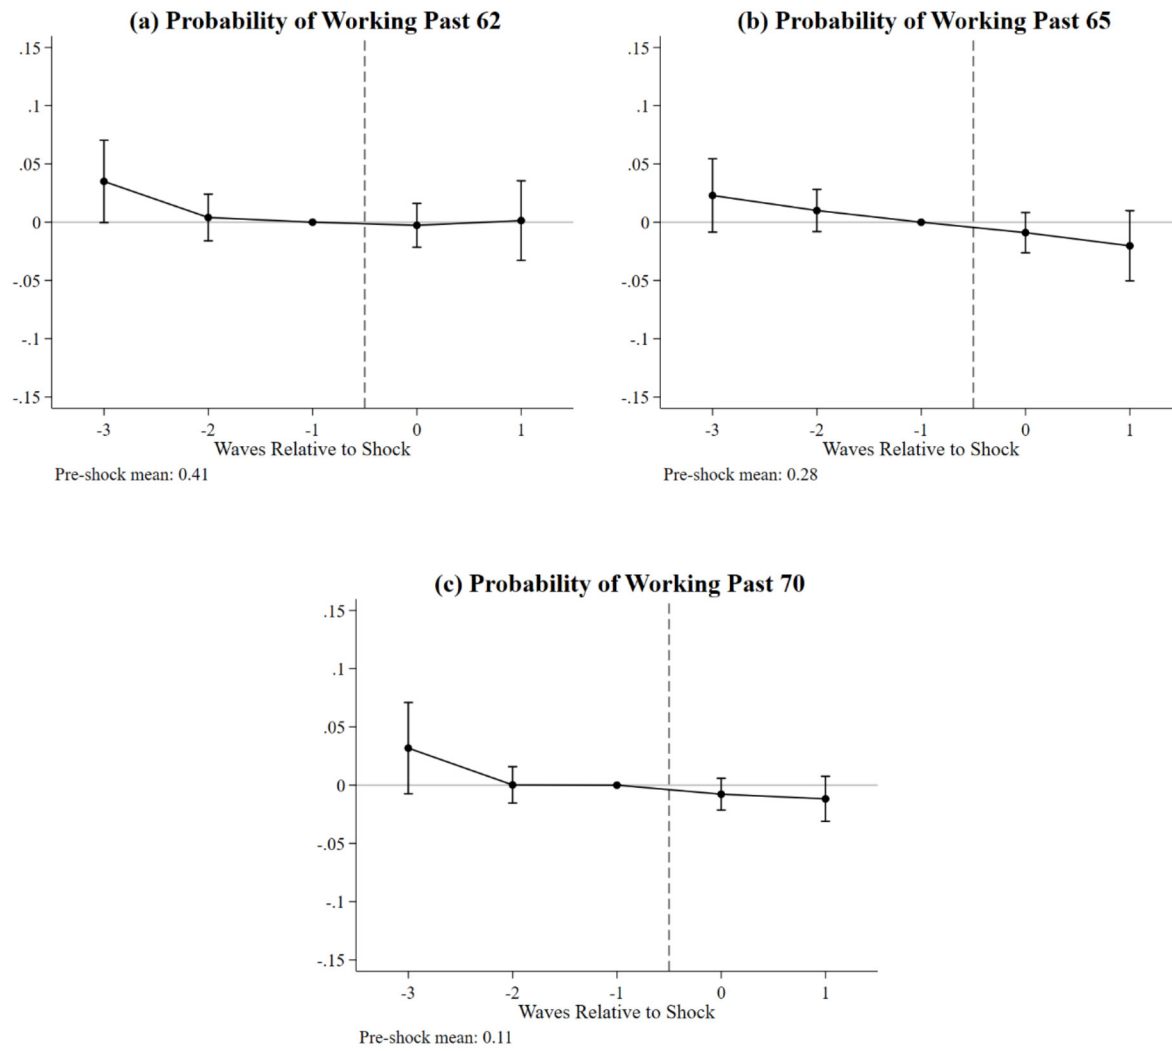 (a) Probability of Working Past 62
.15
.1
.05
0
-.05
-.1
-.15
-3 -2 -1 0 1
Waves Relative to Shock
Pre-shock mean: 0.41
(b) Probability of Working Past 65
.15
.1
.05
0
-.05
-.1
-.15
-3 -2 -1 0 1
Waves Relative to Shock
Pre-shock mean: 0.28
(c) Probability of Working Past 70
.15
.1
.05
0
-.05
-.1
-.15
-3 -2 -1 0 1
Waves Relative to Shock
Pre-shock mean: 0.11